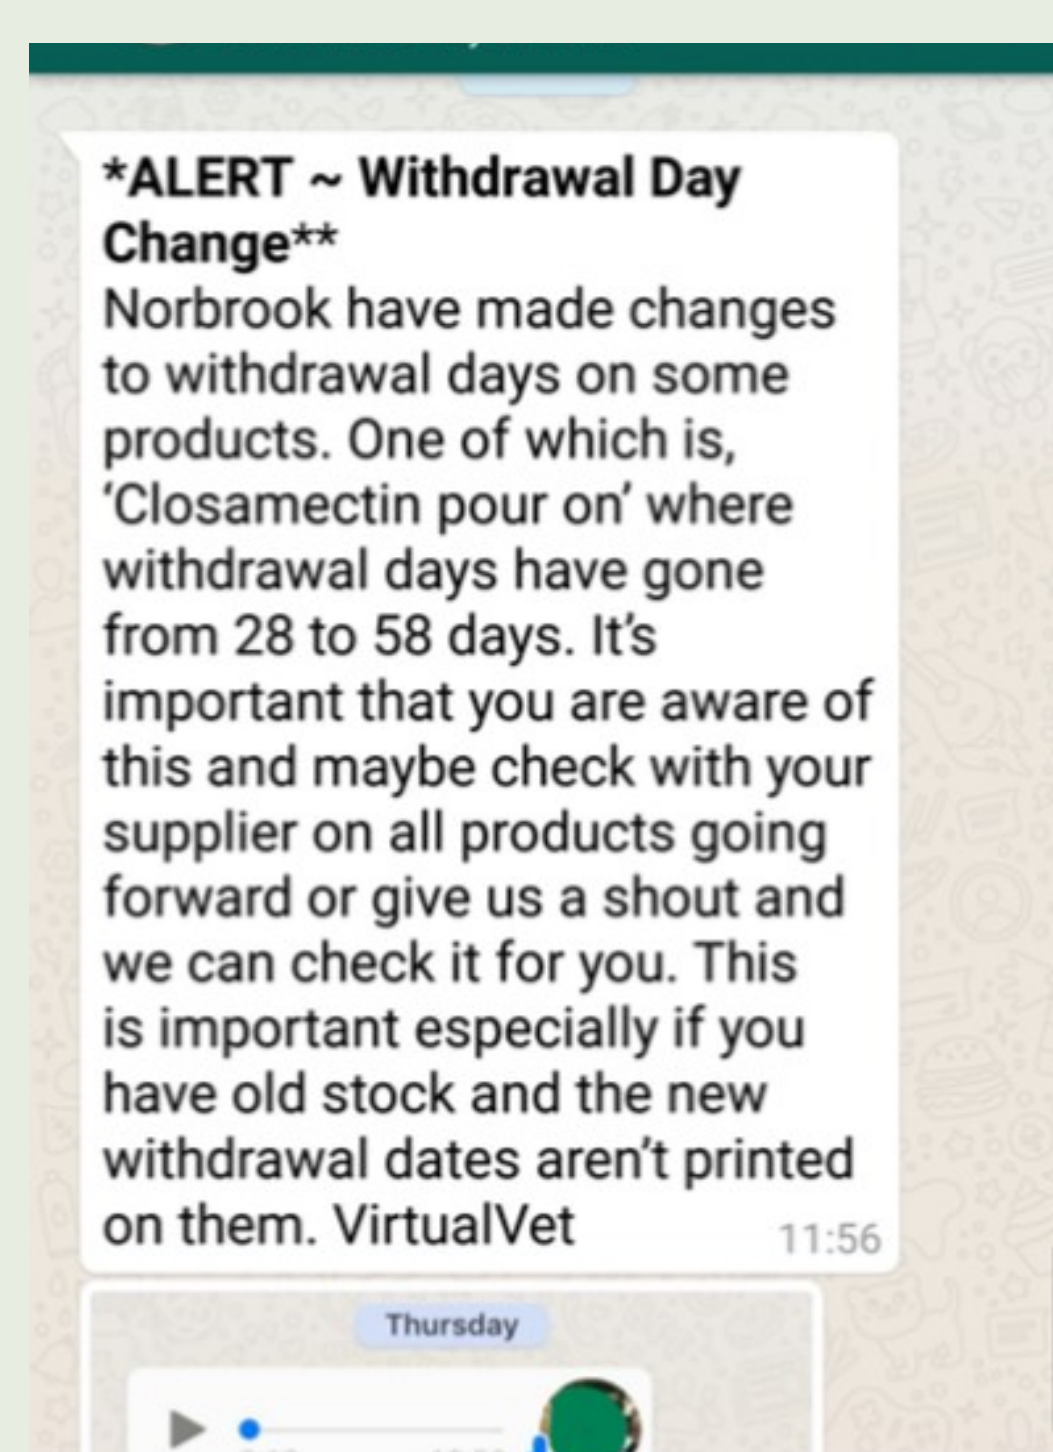 *ALERT ~ Withdrawal Day
Change**
Norbrook have made changes
to withdrawal days on some
products. One of which is,
‘Closamectin pour on’ where
withdrawal days have gone
from 28 to 58 days. It’s
important that you are aware of
this and maybe check with your
supplier on all products going
forward or give us a shout and
we can check it for you. This
is important especially if you
have old stock and the new
withdrawal dates aren’t printed
on them. VirtualVet
11:56
Thursday